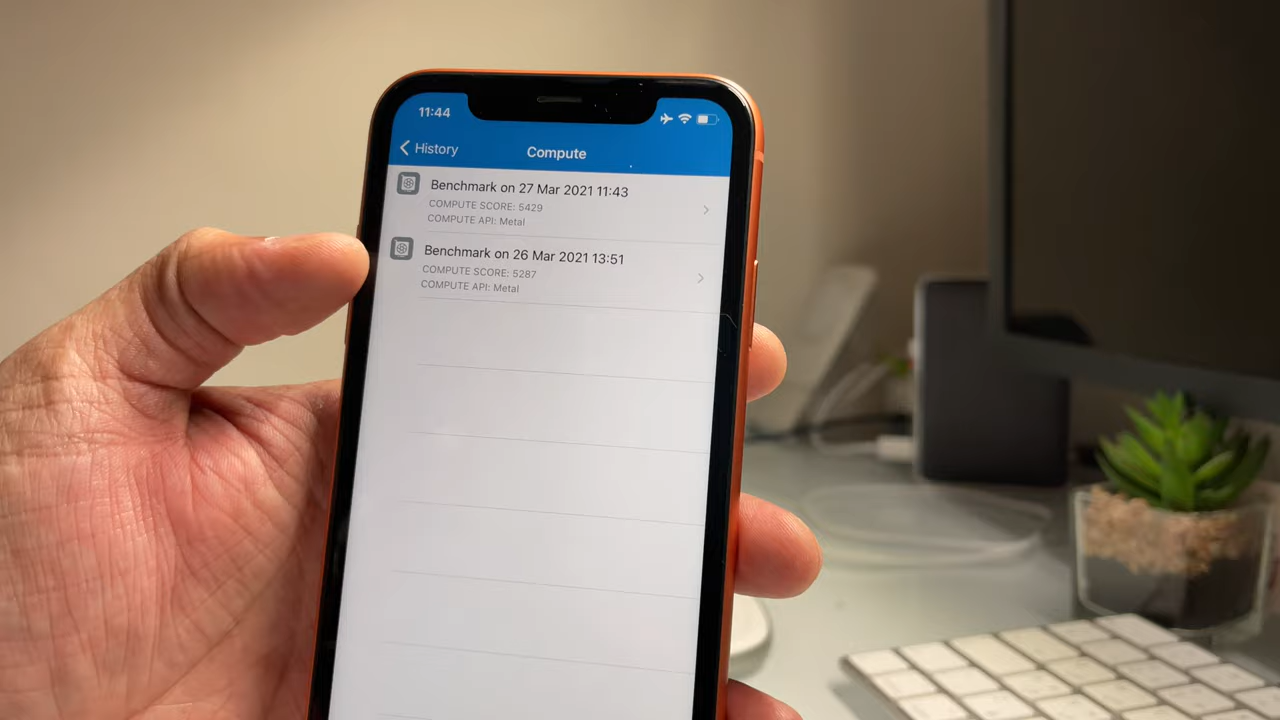 11:44
History
Compute
Benchmark on 27 Mar 2021 11:43
COMPUTE SCORE: 5429
COMPUTE API: Metal
Benchmark on 26 Mar 2021 13:51
COMPUTE SCORE: 5287
COMPUTE API: Metal